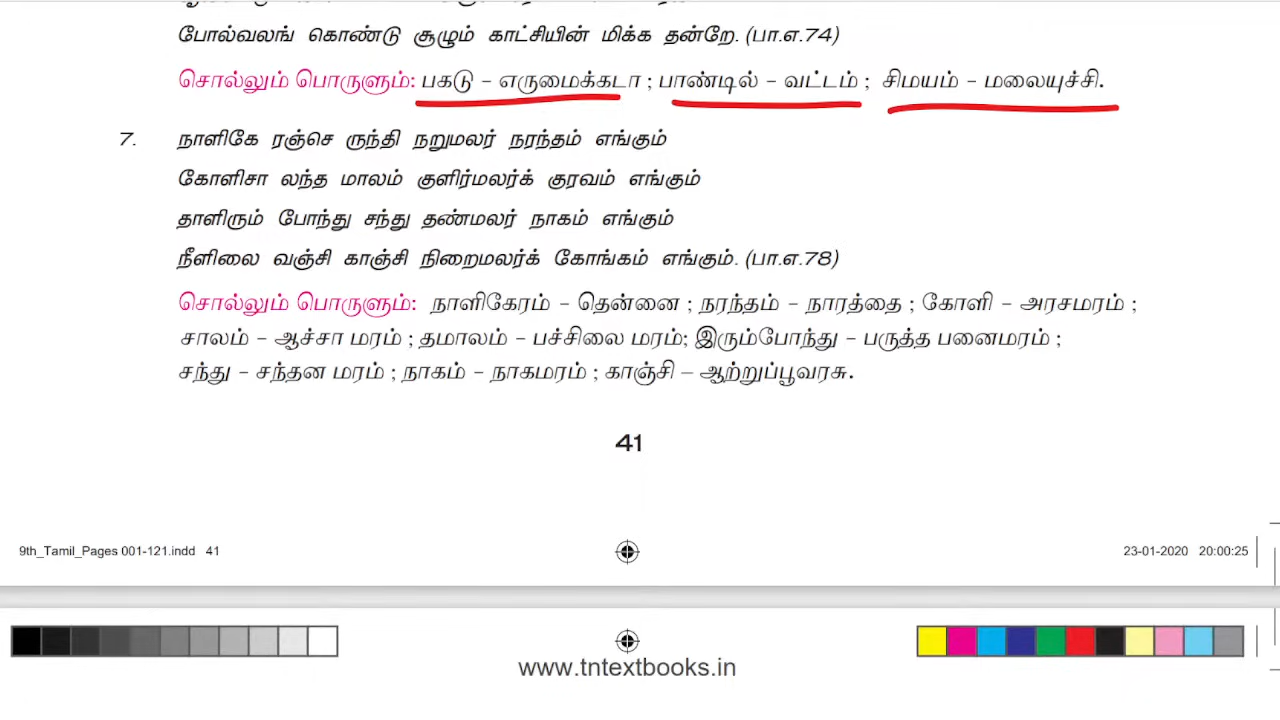 போல்வலங் கொண்டு சூழும் காட்சியின் மிக்க தன்றே. (பா.எ.74)
சொல்லும் பொருளும்: பகடு – எருமைக்கடா ; பாண்டில் – வட்டம் ; சிமயம் – மலையுச்சி.
7. நாளிகே ரஞ்செ ருந்தி நறுமலர் நரந்தம் எங்கும்
கோளிசா லந்த மாலம் குளிர்மலர்க் குரவம் எங்கும்
தாளிரும் போந்து சந்து தண்மலர் நாகம் எங்கும்
நீளிலை வஞ்சி காஞ்சி நிறைமலர்க் கோங்கம் எங்கும். (பா.எ.78)
சொல்லும் பொருளும்: நாளிகேரம் – தென்னை ; நரந்தம் – நாரத்தை ; கோளி – அரசமரம் ;
சாலம் – ஆச்சா மரம் ; தமாலம் – பச்சிலை மரம்; இரும்போந்து – பருத்த பனைமரம் ;
சந்து – சந்தன மரம் ; நாகம் – நாகமரம் ; காஞ்சி – ஆற்றுப்பூவரசு.
41
9th_Tamil_Pages 001-121.indd 41
23-01-2020 20:00:25
www.tntextbooks.in